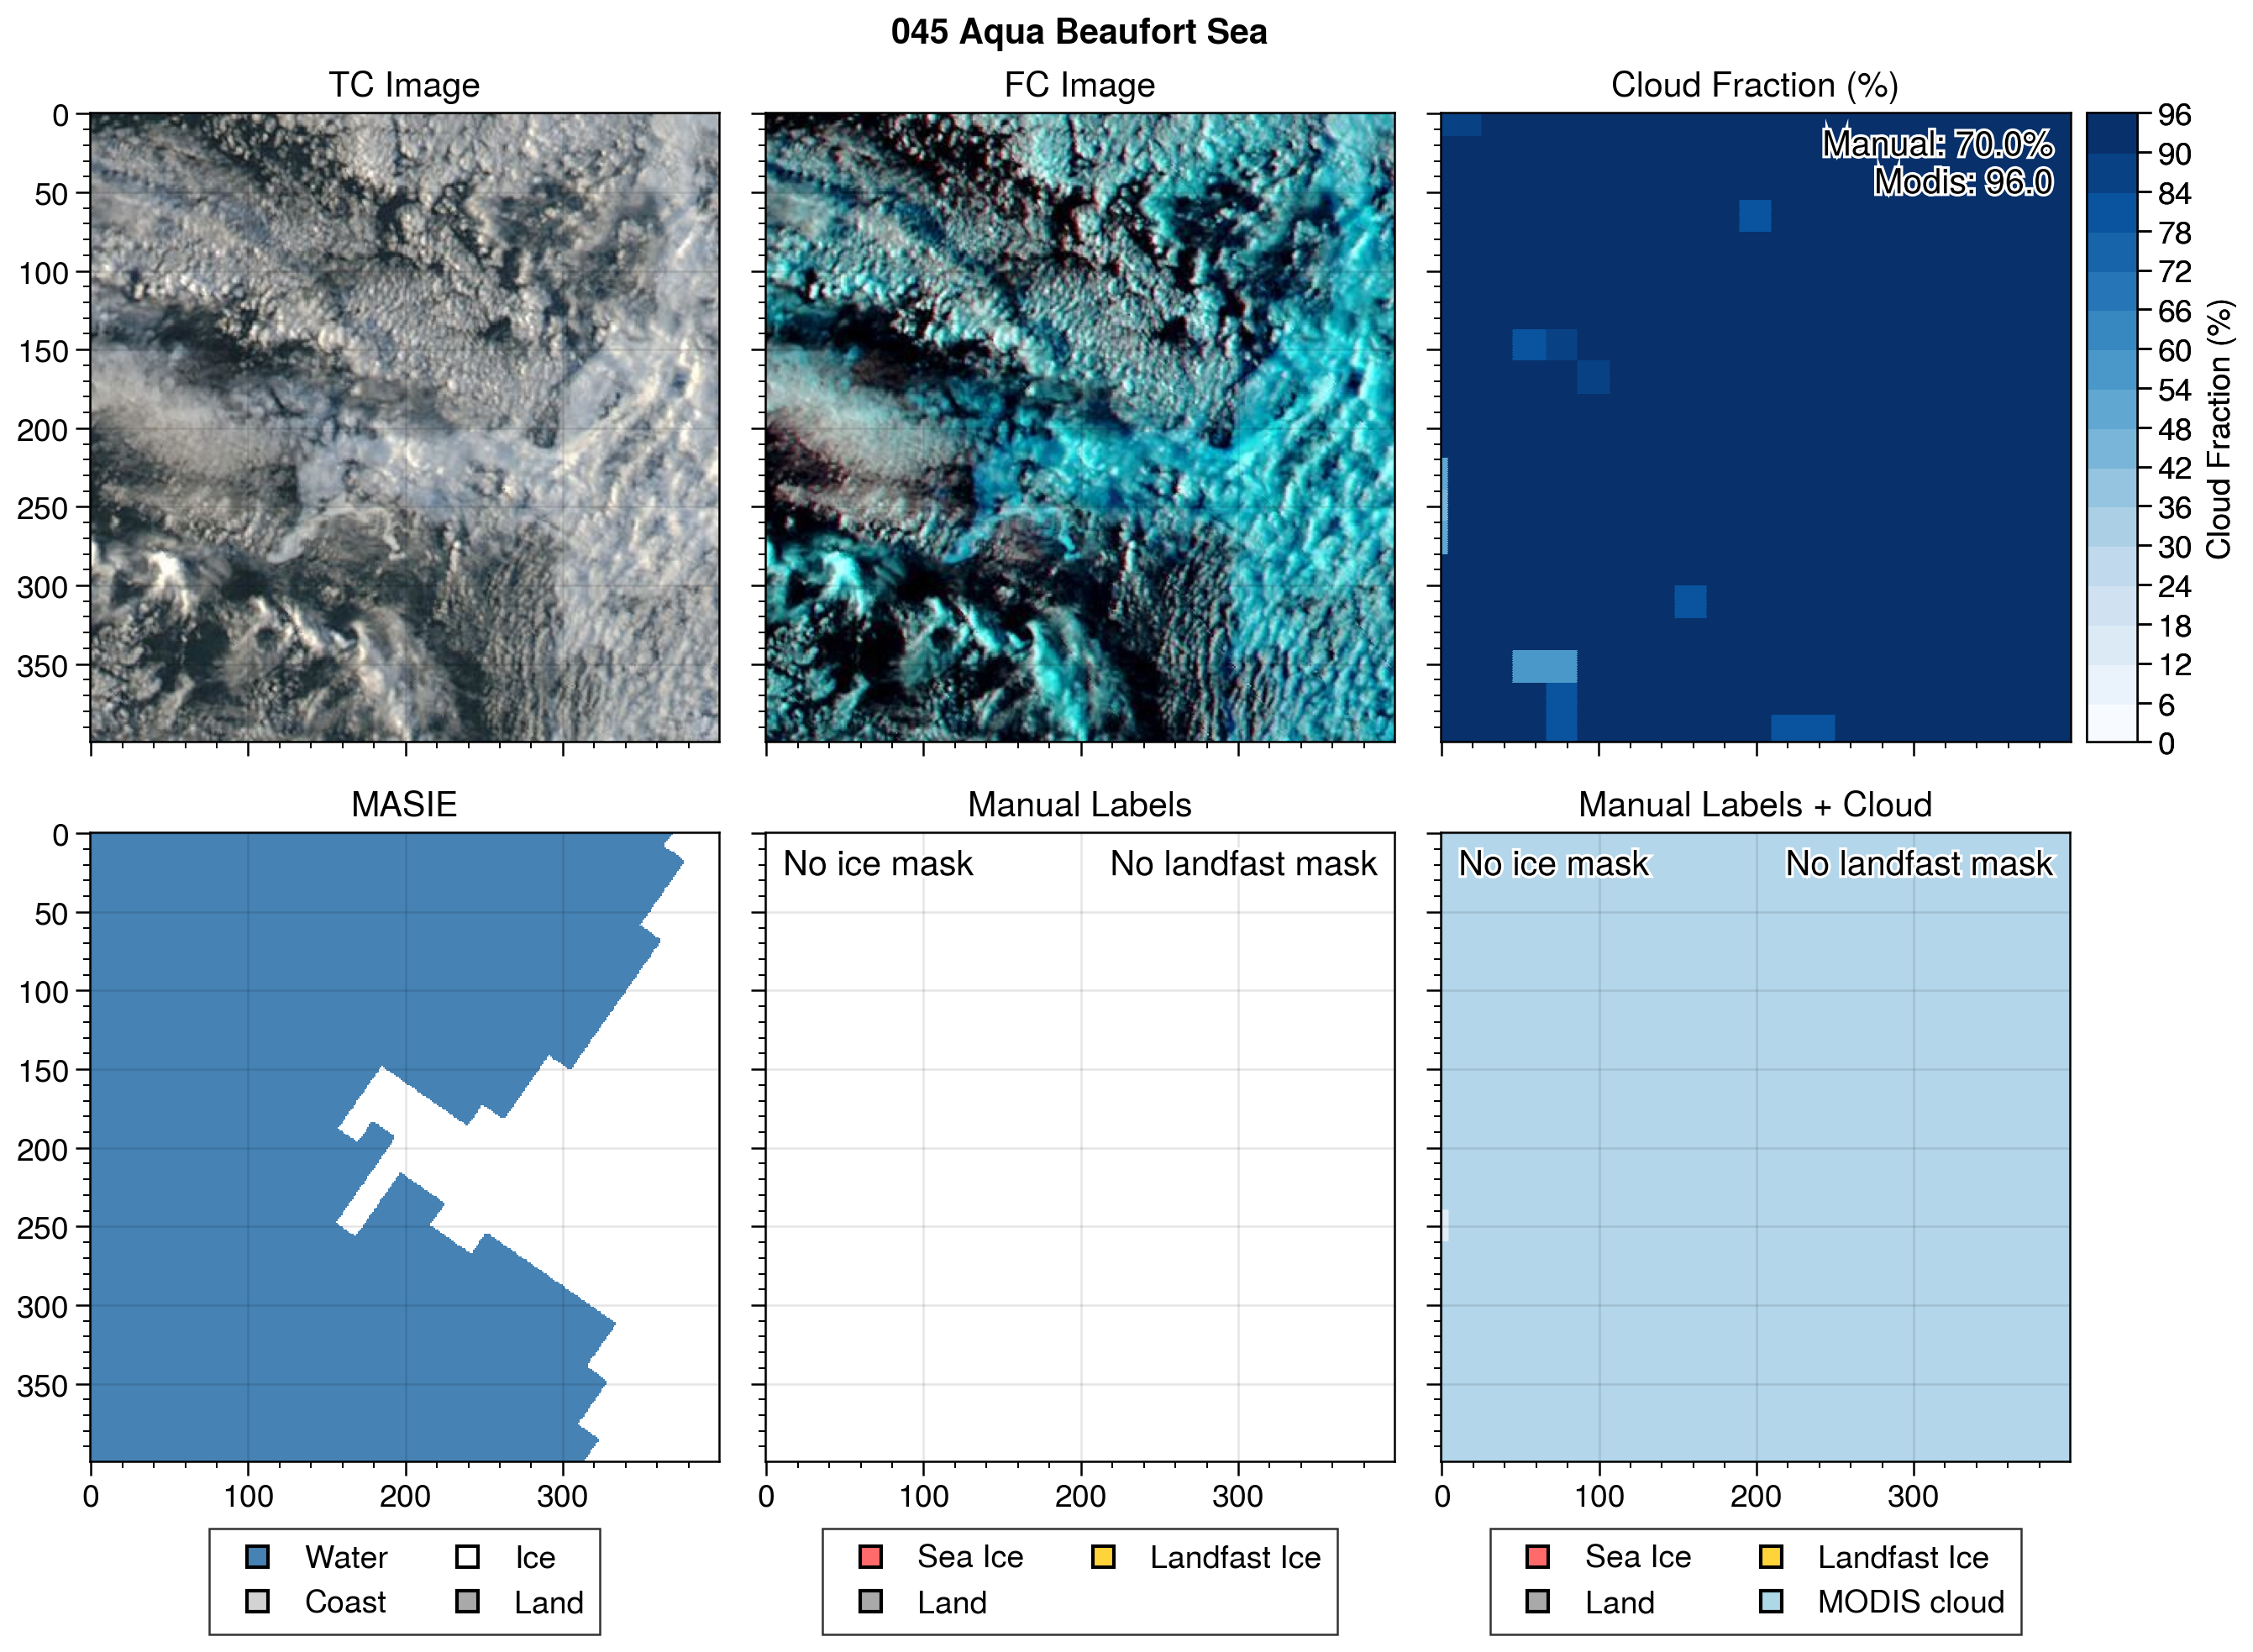 045 Aqua Beaufort Sea
TC Image
FC Image
Cloud Fraction (%)
0
50
100
150
200
250
300
350
Manual: 70.0%
Modis: 96.0
96
90
84
78
72
66
60
54
48
42
36
30
24
18
12
6
0
Cloud Fraction (%)
MASIE
Manual Labels
Manual Labels + Cloud
0
50
100
150
200
250
300
350
No ice mask
No landfast mask
No ice mask
No landfast mask
0 100 200 300
0 100 200 300
0 100 200 300
Water Ice
Coast Land
Sea Ice Landfast Ice
Land
Sea Ice Landfast Ice
Land MODIS cloud